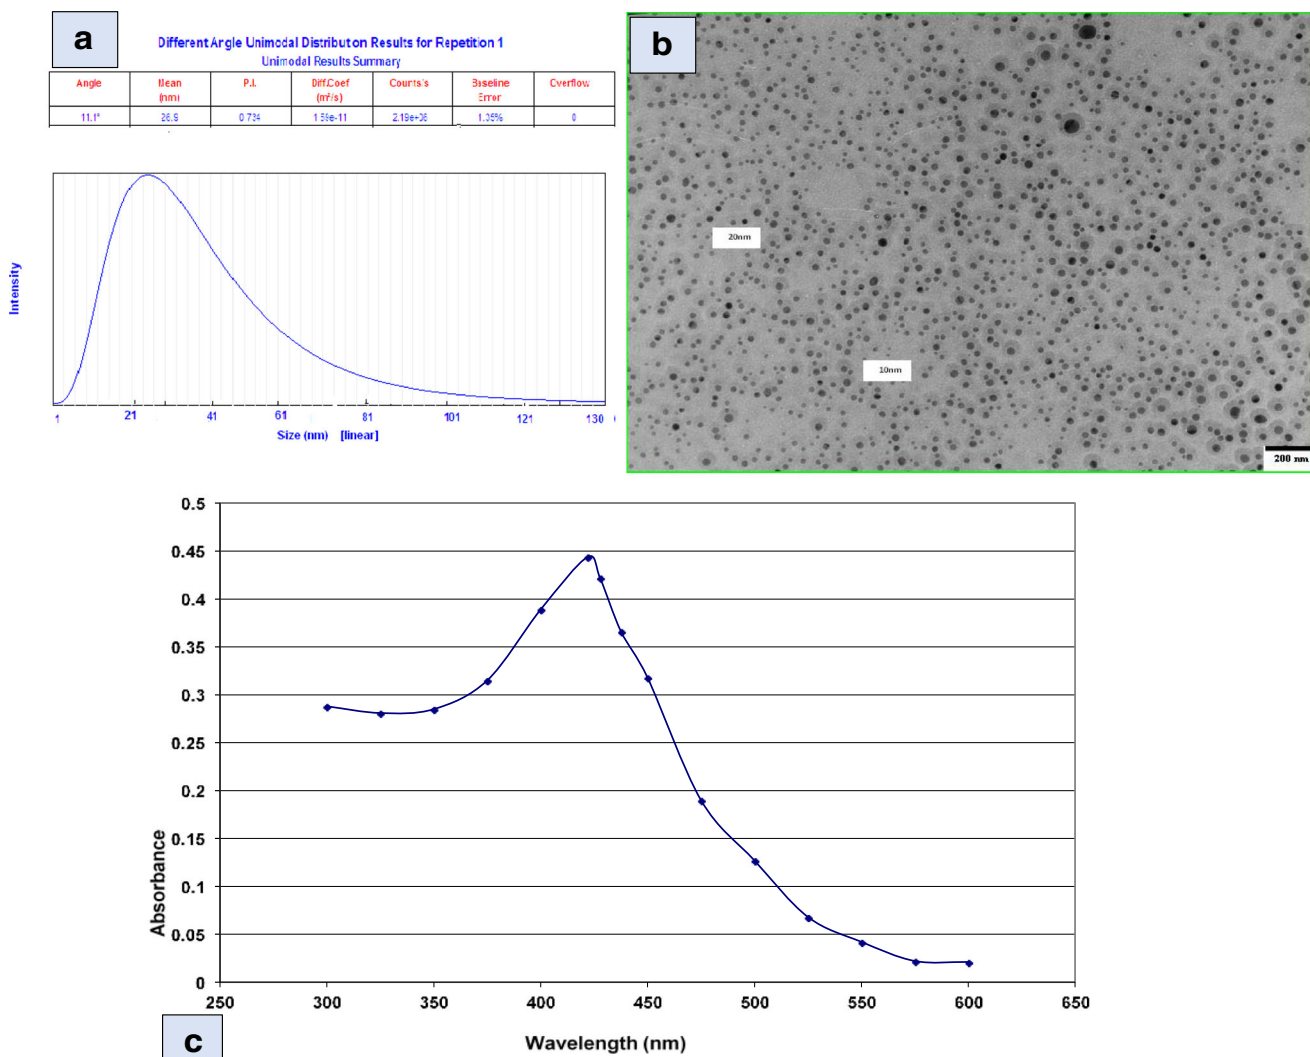 a
Different Angle Unimodal Distribution Results for Repetition 1
Unimodal Results Summary
Angle Mean (nm) P.I. Diff.Coef (m²/s) Counts/s Baseline Error Overflow
11.1° 26.9 0.734 1.59e-11 2.19e+06 1.35% 0
Intensity
1 21 41 61 81 101 121 130
Size (nm) [linear]
b
20nm
10nm
200 nm
0.5
0.45
0.4
0.35
0.3
0.25
0.2
0.15
0.1
0.05
0
Absorbance
250 300 350 400 450 500 550 600 650
Wavelength (nm)
c